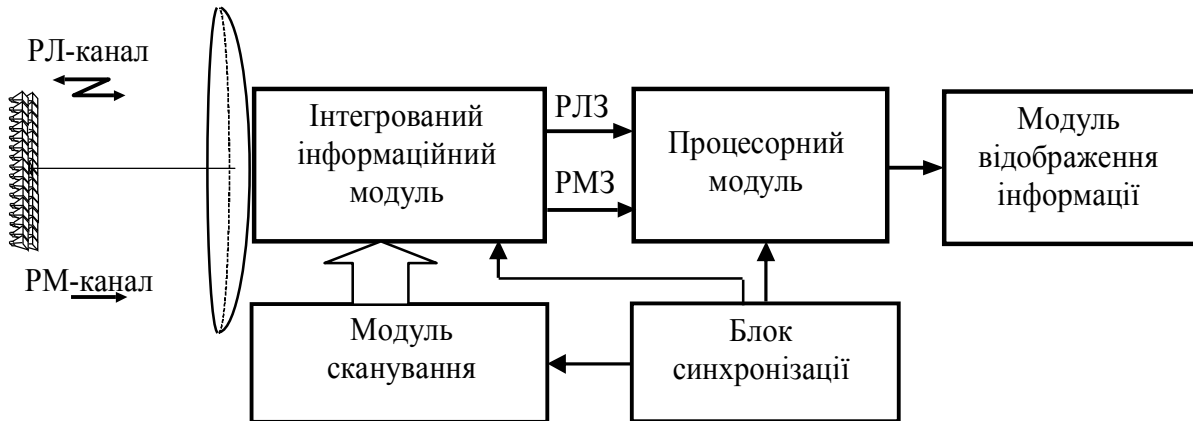 РЛ-канал
РМ-канал
Інтегрований
інформаційний
модуль
РЛЗ
РМЗ
Процесорний
модуль
Модуль
відображення
інформації
Модуль
сканування
Блок
синхронізації